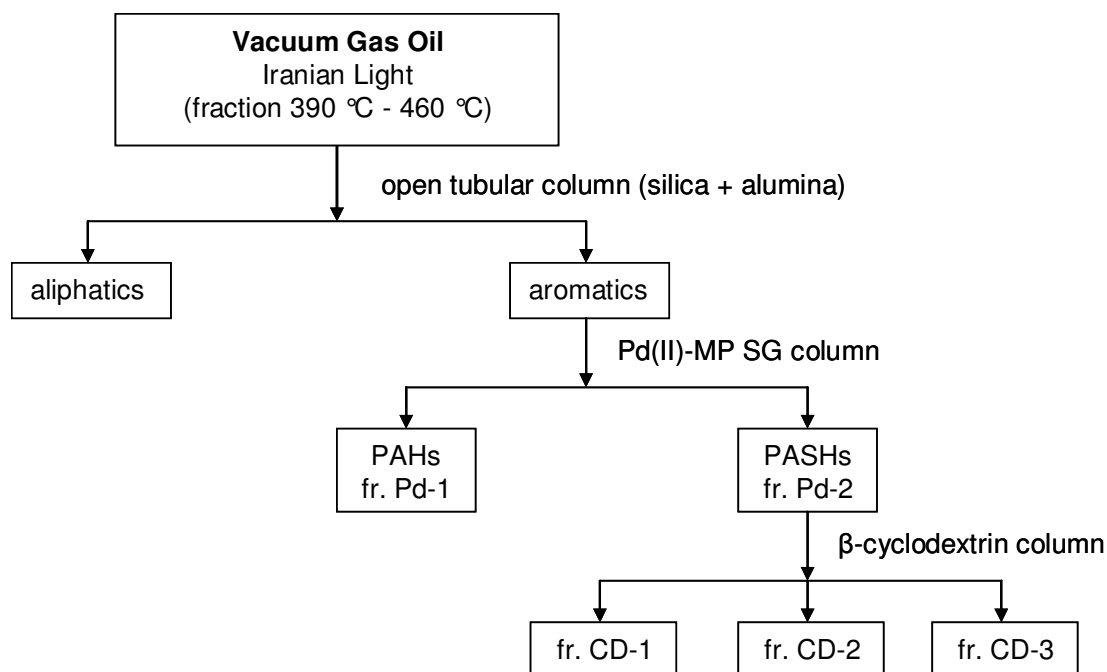 Vacuum Gas Oil
Iranian Light
(fraction 390 °C - 460 °C)
open tubular column (silica + alumina)
aliphatics
aromatics
Pd(II)-MP SG column
PAHs
fr. Pd-1
PASHs
fr. Pd-2
β-cyclodextrin column
fr. CD-1
fr. CD-2
fr. CD-3